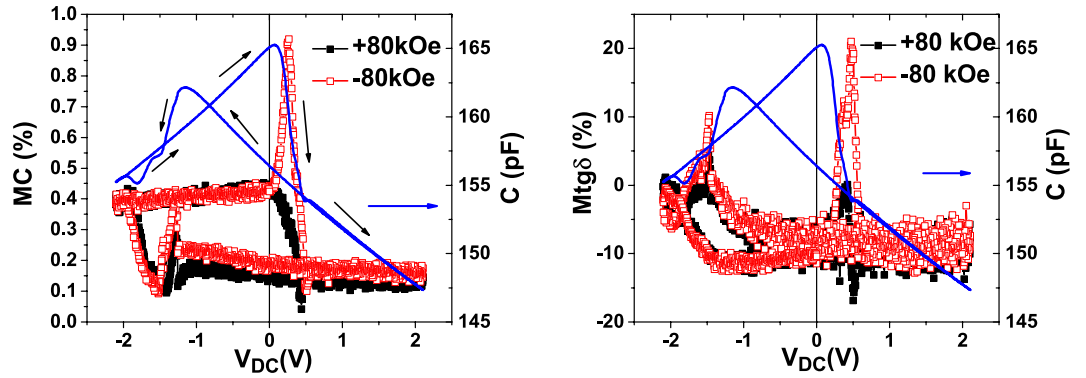 1.0
0.9
0.8
0.7
0.6
0.5
0.4
0.3
0.2
0.1
0.0
MC (%)
+80kOe
-80kOe
165
160
155
150
145
C (pF)
-2 -1 0 1 2
V_DC(V)
20
10
0
-10
-20
Mtgδ (%)
+80 kOe
-80 kOe
165
160
155
150
145
C (pF)
-2 -1 0 1 2
V_DC(V)